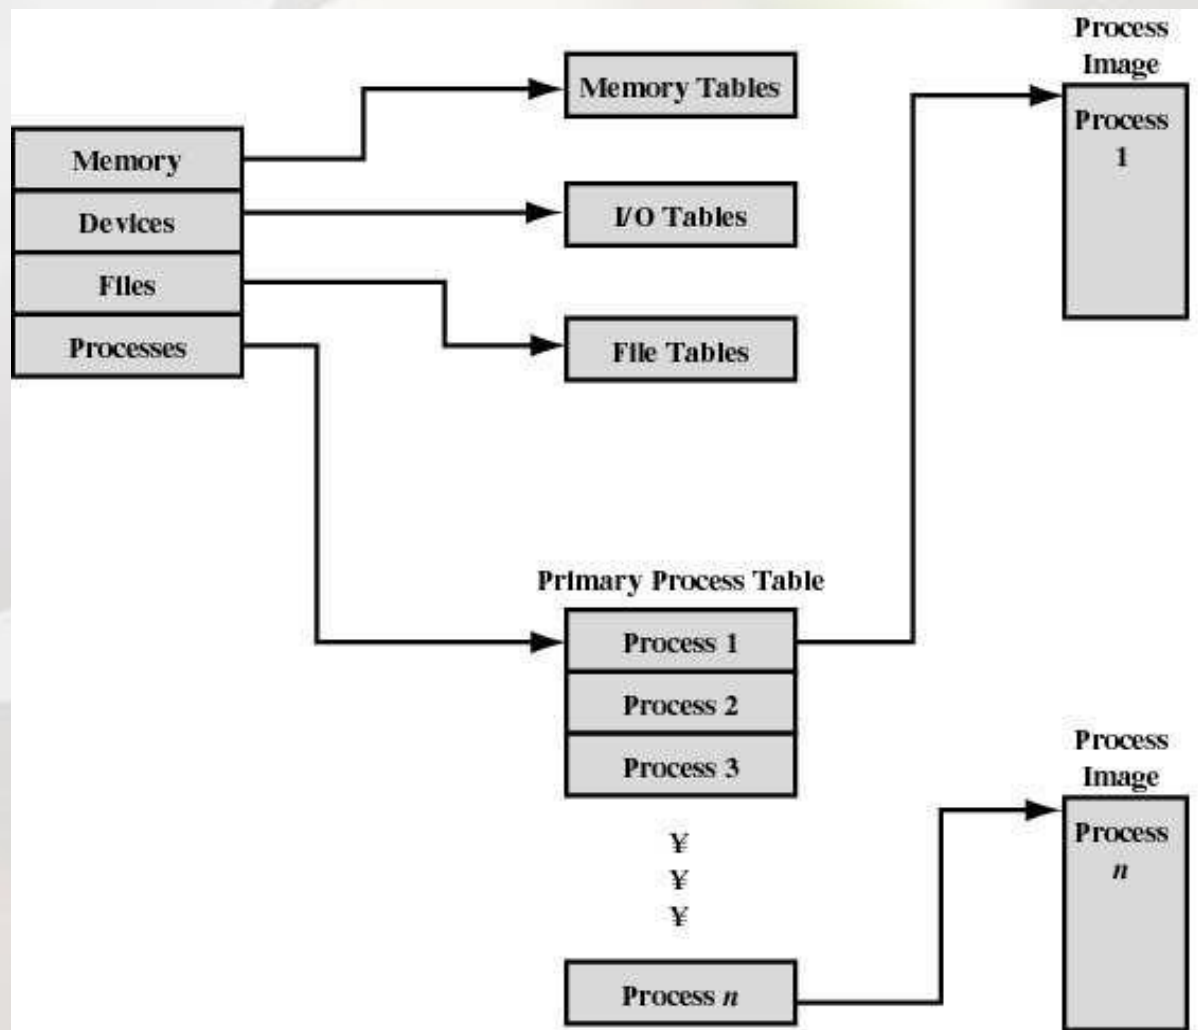 Memory
Devices
Files
Processes
Memory Tables
I/O Tables
File Tables
Primary Process Table
Process 1
Process 2
Process 3
¥
¥
¥
Process n
Process
Image
Process
1
Process
Image
Process
n